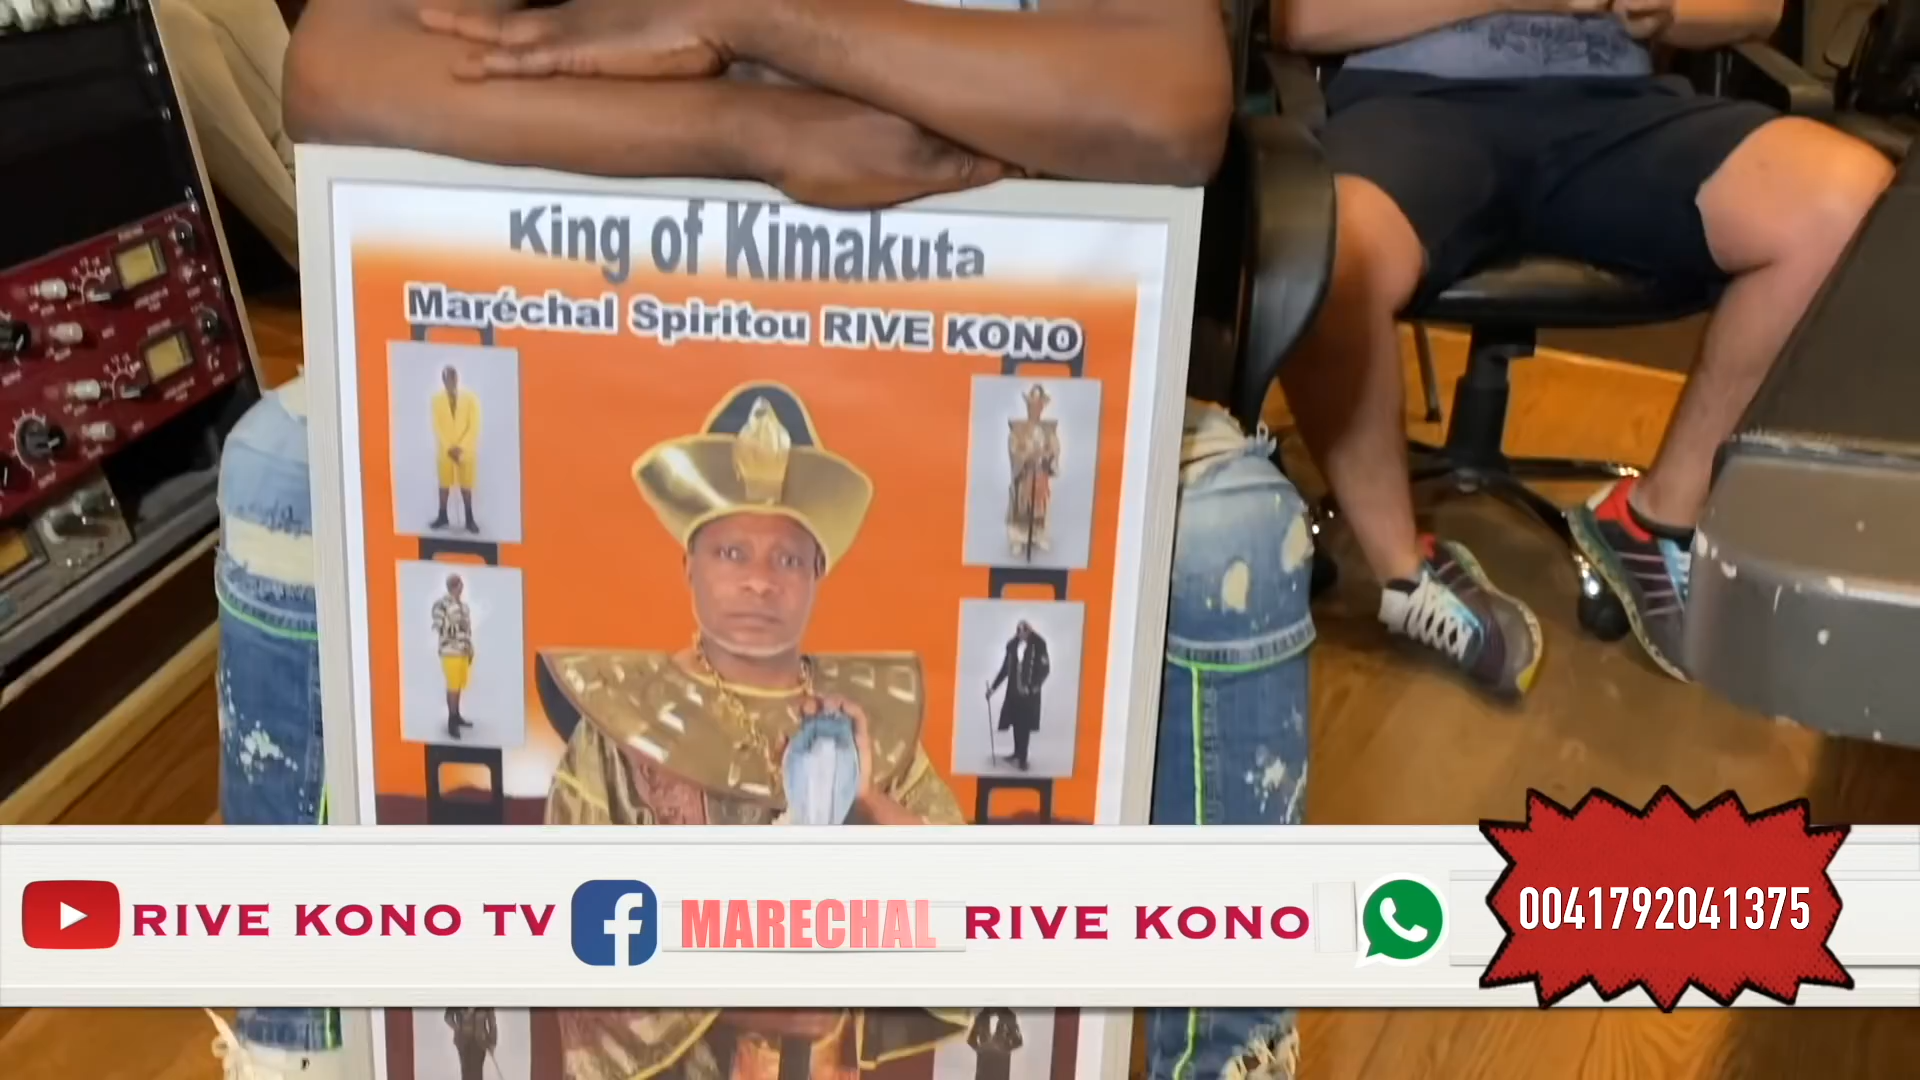 King of Kimakuta
Maréchal Spiritou RIVE KONO
RIVE KONO TV
MARECHAL
RIVE KONO
0041792041375